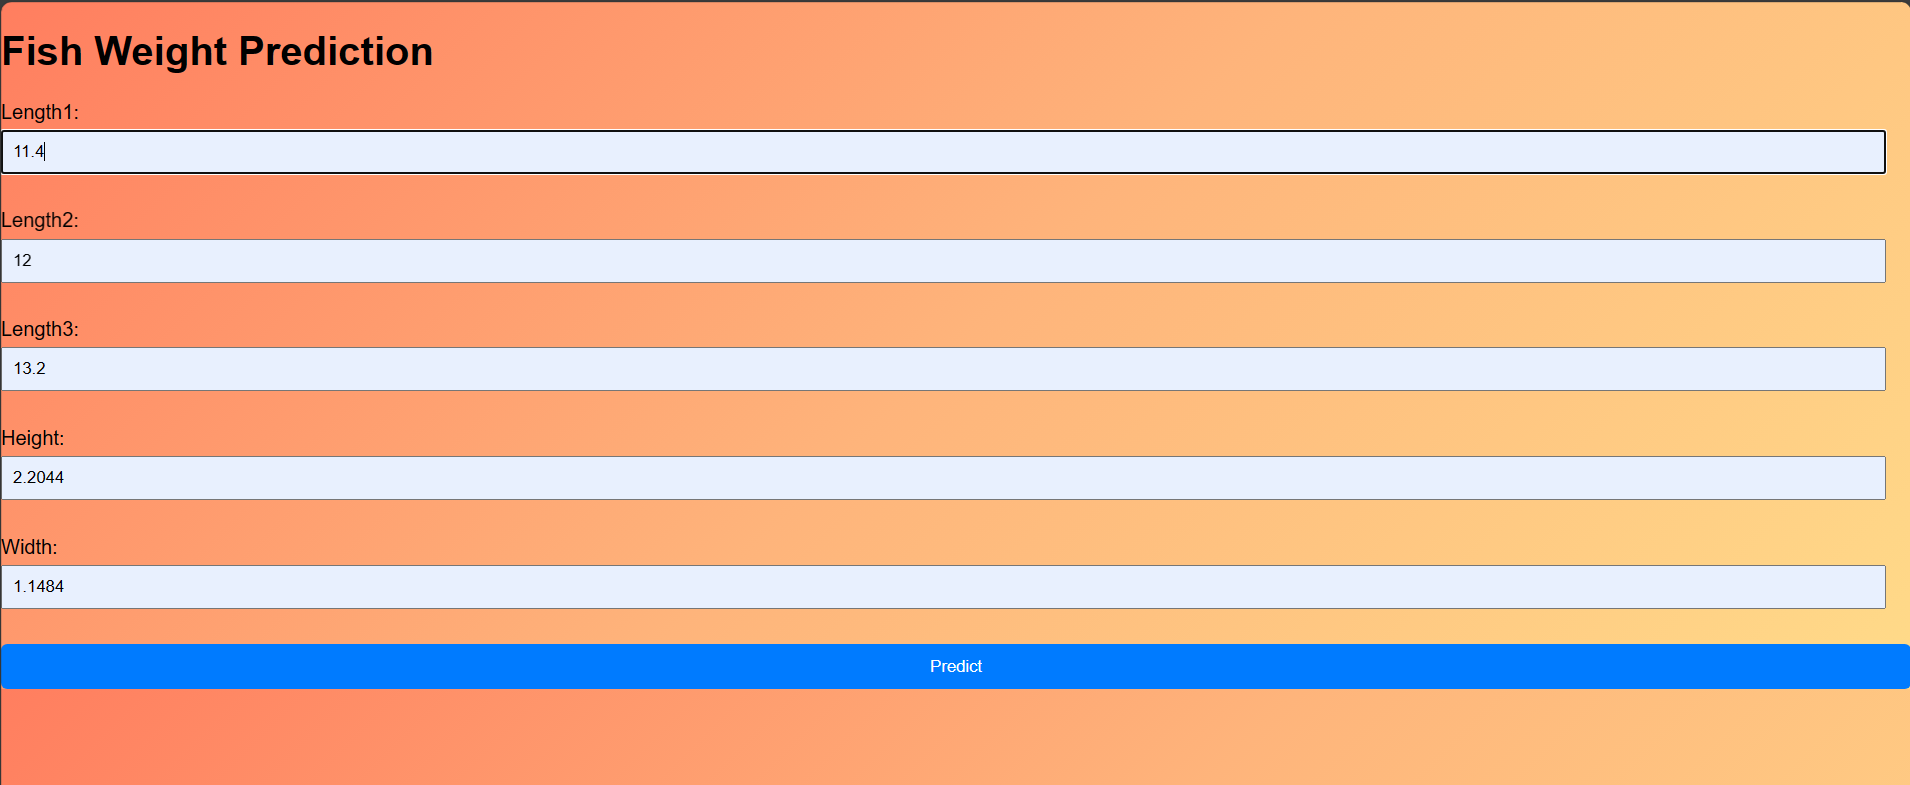 Fish Weight Prediction
Length1:
11.4
Length2:
12
Length3:
13.2
Height:
2.2044
Width:
1.1484
Predict